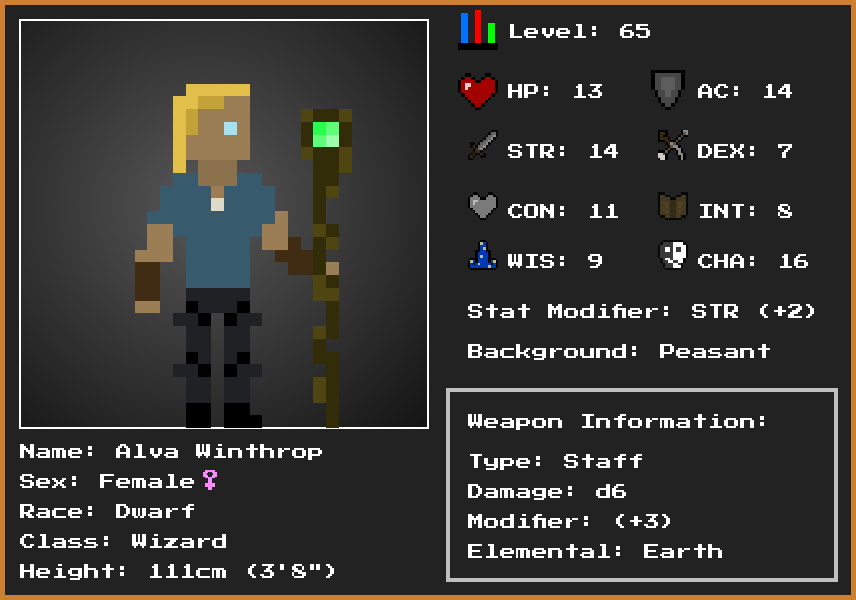 Level: 65
HP: 13
AC: 14
STR: 14
DEX: 7
CON: 11
INT: 8
WIS: 9
CHA: 16
Stat Modifier: STR (+2)
Background: Peasant
Weapon Information:
Type: Staff
Damage: d6
Modifier: (+3)
Elemental: Earth
Name: Alva Winthrop
Sex: Female♀
Race: Dwarf
Class: Wizard
Height: 111cm (3'8")